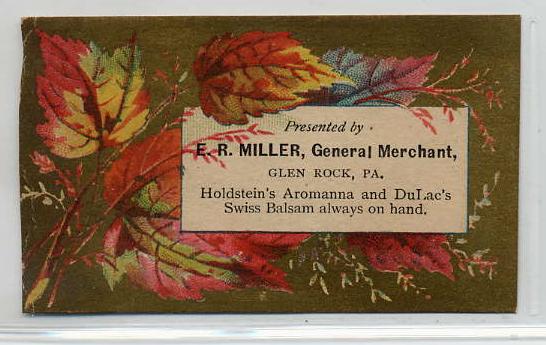 Presented by
E. R. MILLER, General Merchant,
GLEN ROCK, PA.
Holdstein's Aromanna and DuLac's
Swiss Balsam always on hand.